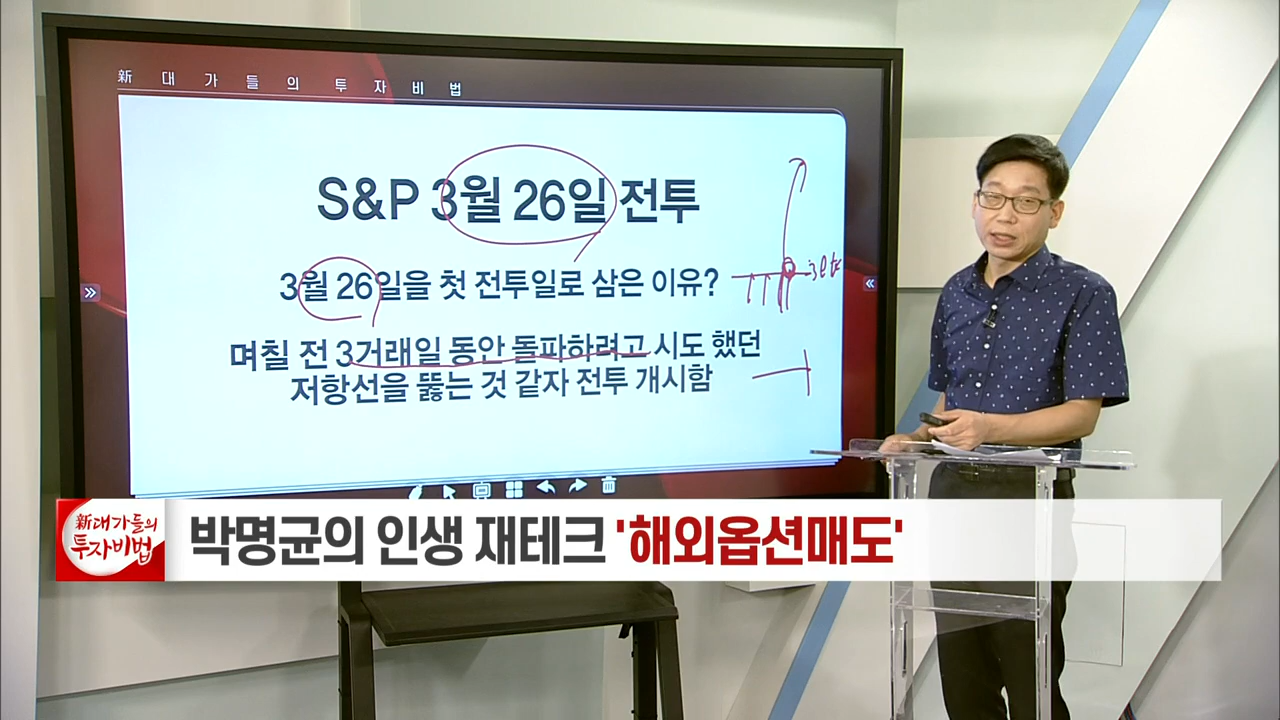 新 대 가 들 의 투 자 비 법
S&P 3월 26일 전투
3월 26일을 첫 전투일로 삼은 이유?
며칠 전 3거래일 동안 돌파하려고 시도 했던
저항선을 뚫는 것 같자 전투 개시함
新대가들의
투자비법
박명균의 인생 재테크 '해외옵션매도'